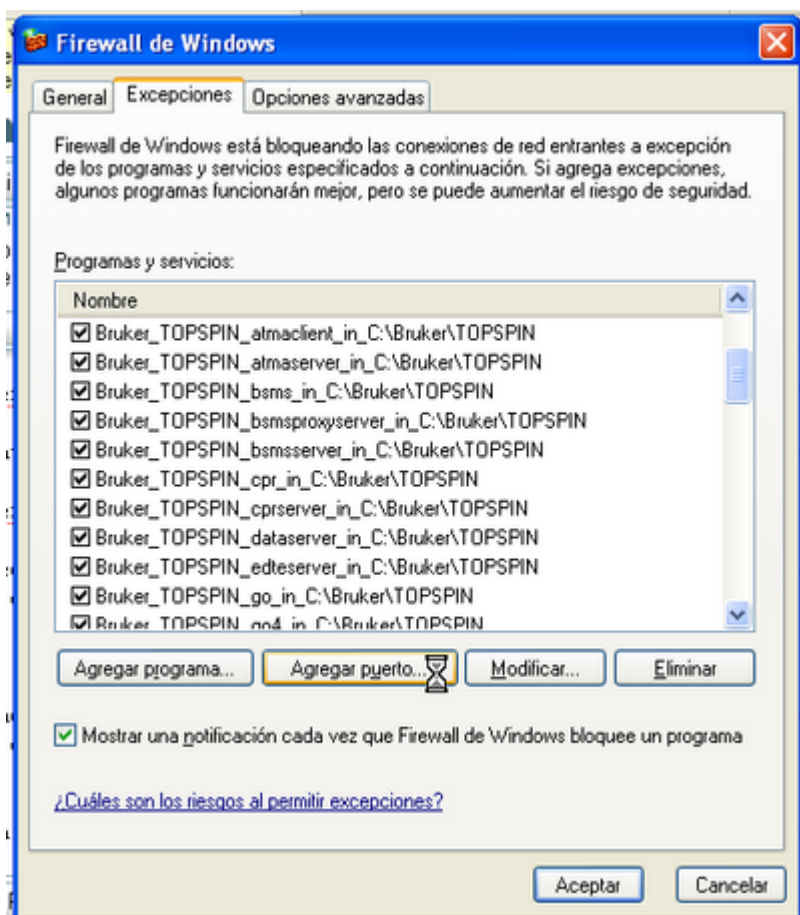 Firewall de Windows
General Excepciones Opciones avanzadas
Firewall de Windows está bloqueando las conexiones de red entrantes a excepción
de los programas y servicios especificados a continuación. Si agrega excepciones,
algunos programas funcionarán mejor, pero se puede aumentar el riesgo de seguridad.
Programas y servicios:
Nombre
Bruker_TOPSPIN_atmaclient_in_C:\Bruker\TOPSPIN
Bruker_TOPSPIN_atmaserver_in_C:\Bruker\TOPSPIN
Bruker_TOPSPIN_bsms_in_C:\Bruker\TOPSPIN
Bruker_TOPSPIN_bsmsproxyserver_in_C:\Bruker\TOPSPIN
Bruker_TOPSPIN_bsmsserver_in_C:\Bruker\TOPSPIN
Bruker_TOPSPIN_cpr_in_C:\Bruker\TOPSPIN
Bruker_TOPSPIN_cprserver_in_C:\Bruker\TOPSPIN
Bruker_TOPSPIN_dataserver_in_C:\Bruker\TOPSPIN
Bruker_TOPSPIN_edteserver_in_C:\Bruker\TOPSPIN
Bruker_TOPSPIN_go_in_C:\Bruker\TOPSPIN
Bruker_TOPSPIN_go4_in_C:\Bruker\TOPSPIN
Agregar programa... Agregar puerto... Modificar... Eliminar
Mostrar una notificación cada vez que Firewall de Windows bloquee un programa
¿Cuáles son los riesgos al permitir excepciones?
Aceptar Cancelar